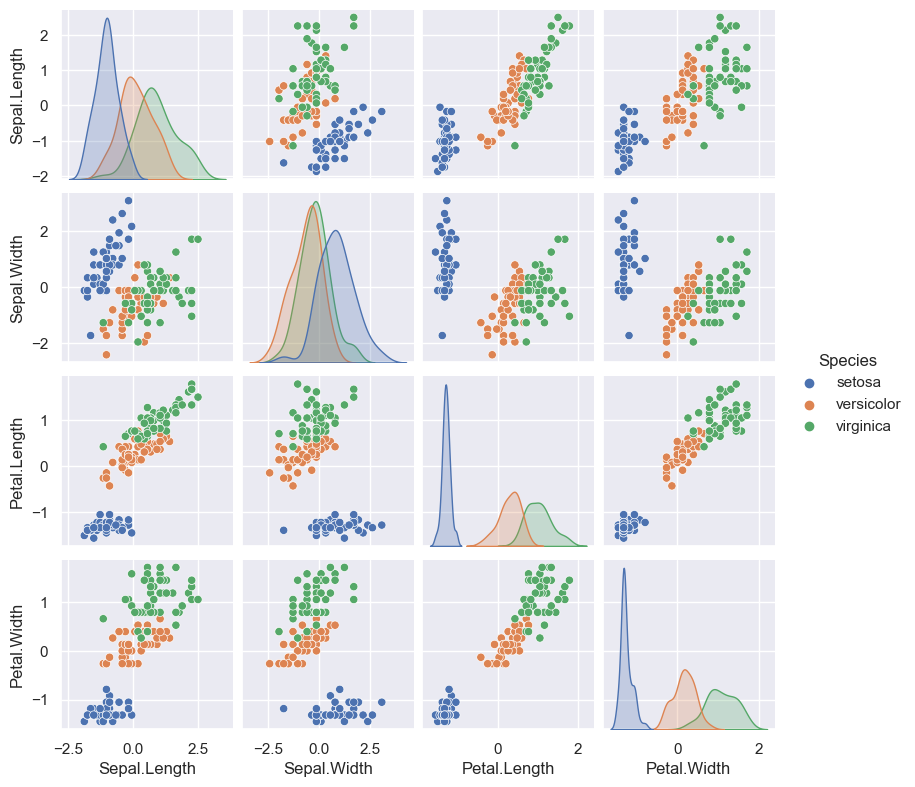 Sepal.Length
2
1
0
−1
−2
Sepal.Width
2
0
−2
Species
setosa
versicolor
virginica
Petal.Length
1
0
−1
Petal.Width
1
0
−1
−2.5 0.0 2.5 −2.5 0.0 2.5 0 2 0 2
Sepal.Length Sepal.Width Petal.Length Petal.Width